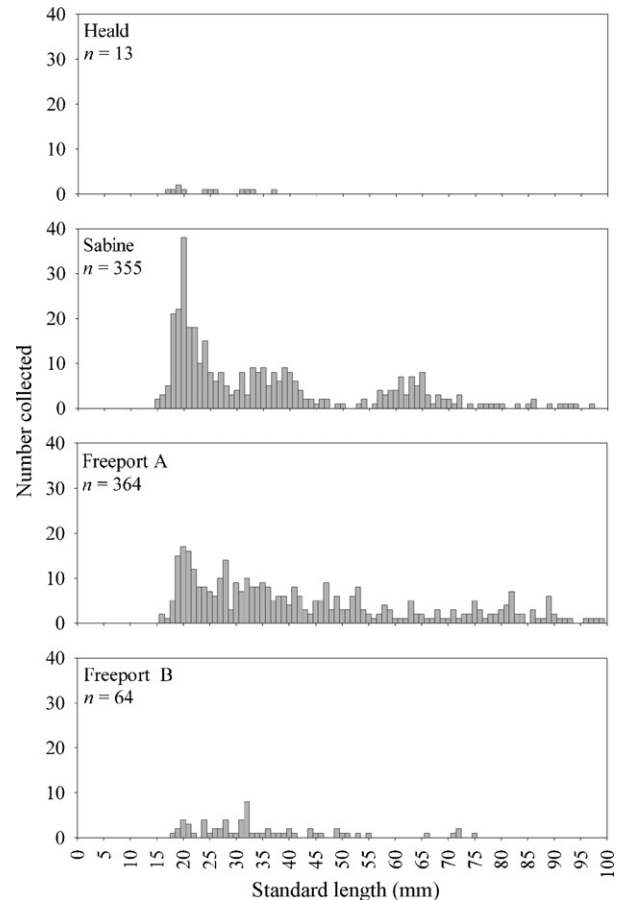 40
Heald
n = 13
30
20
10
0
40
Sabine
n = 355
30
20
10
0
Number collected
40
Freeport A
n = 364
30
20
10
0
40
Freeport B
n = 64
30
20
10
0
0 5 10 15 20 25 30 35 40 45 50 55 60 65 70 75 80 85 90 95 100
Standard length (mm)